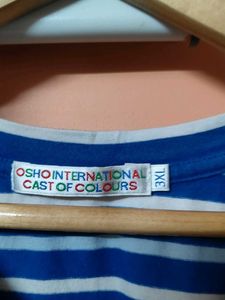 OSHO INTERNATIONAL
CAST OF COLOURS
3XL